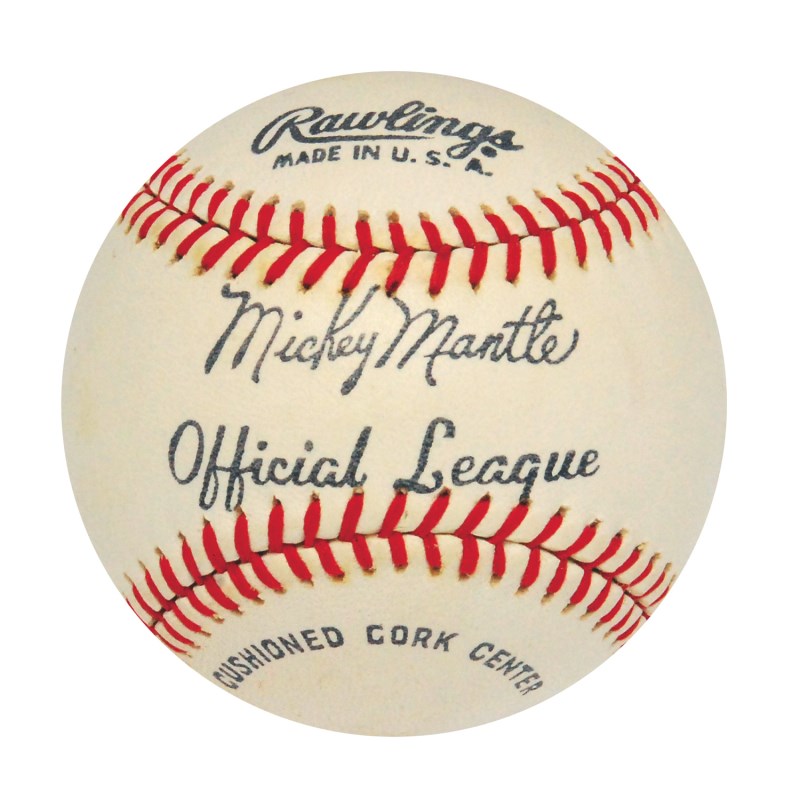 Rawlings
MADE IN U.S.A.
Mickey Mantle
Official League
CUSHIONED CORK CENTER